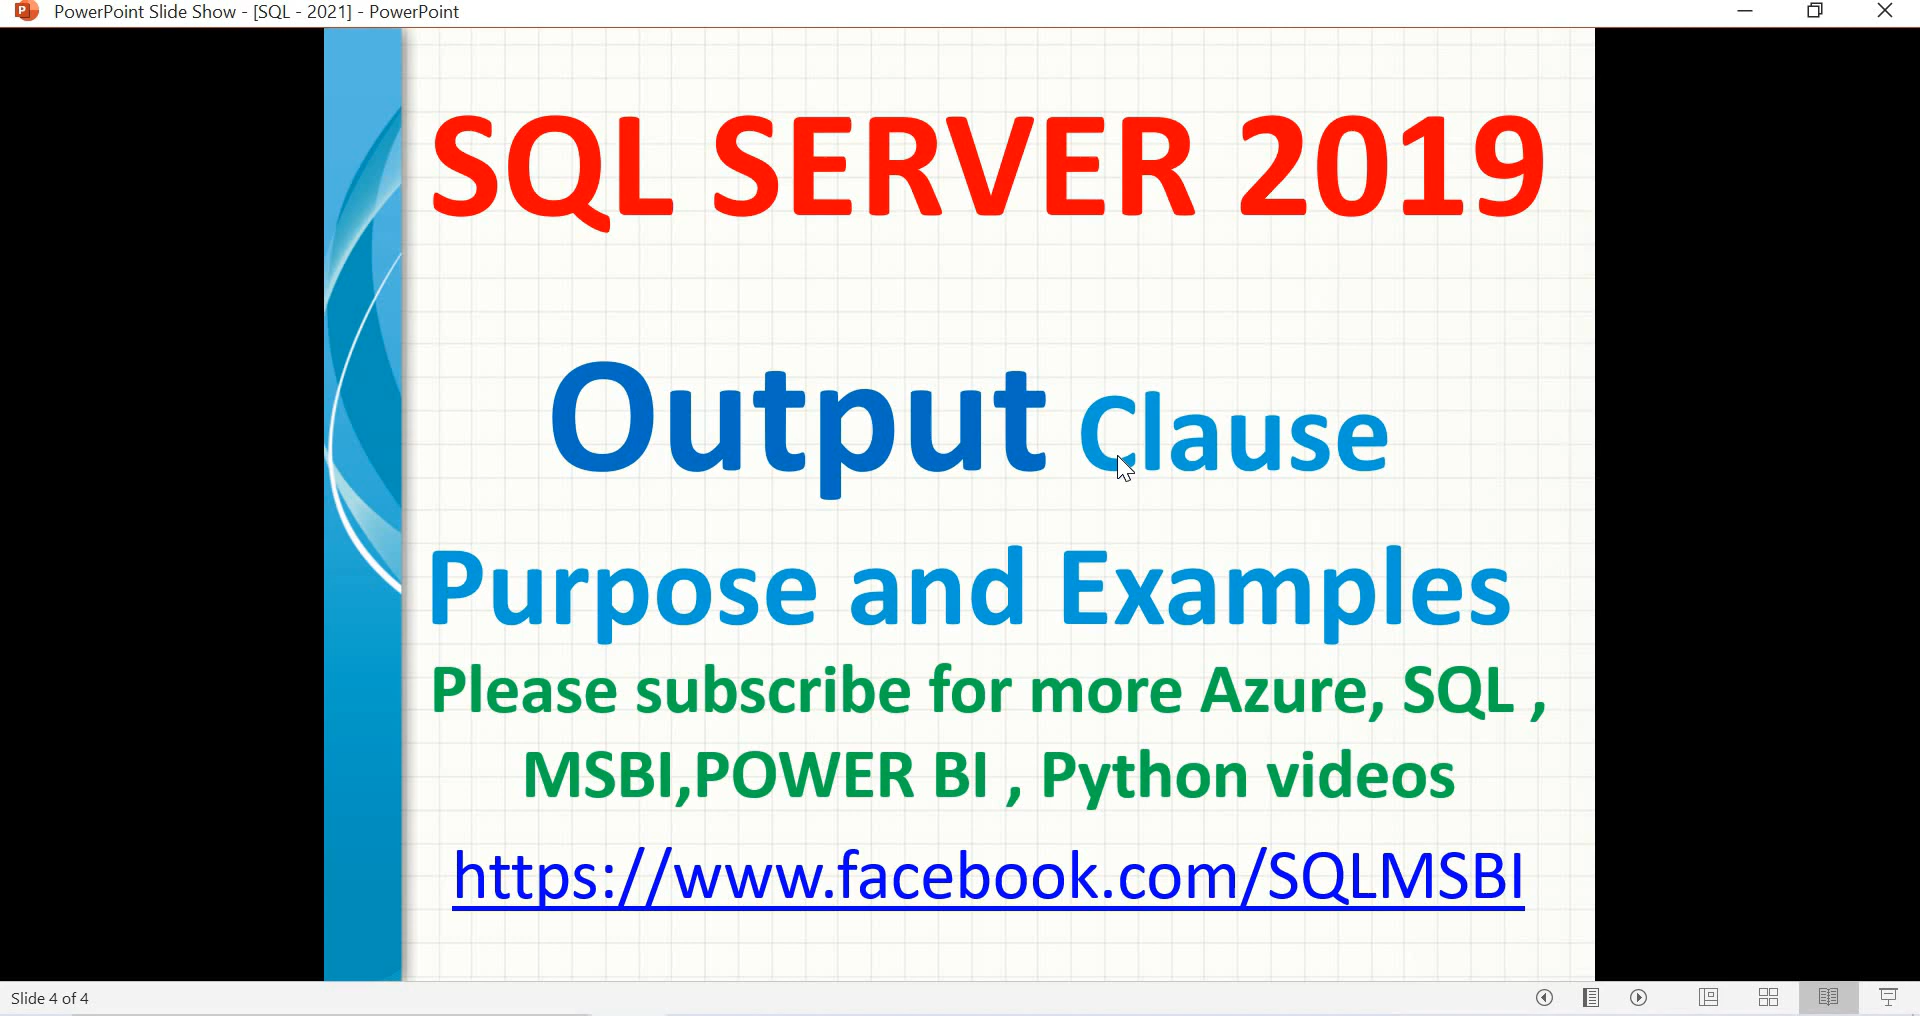 PowerPoint Slide Show - [SQL - 2021] - PowerPoint
SQL SERVER 2019
Output Clause
Purpose and Examples
Please subscribe for more Azure, SQL ,
MSBI,POWER BI , Python videos
https://www.facebook.com/SQLMSBI
Slide 4 of 4